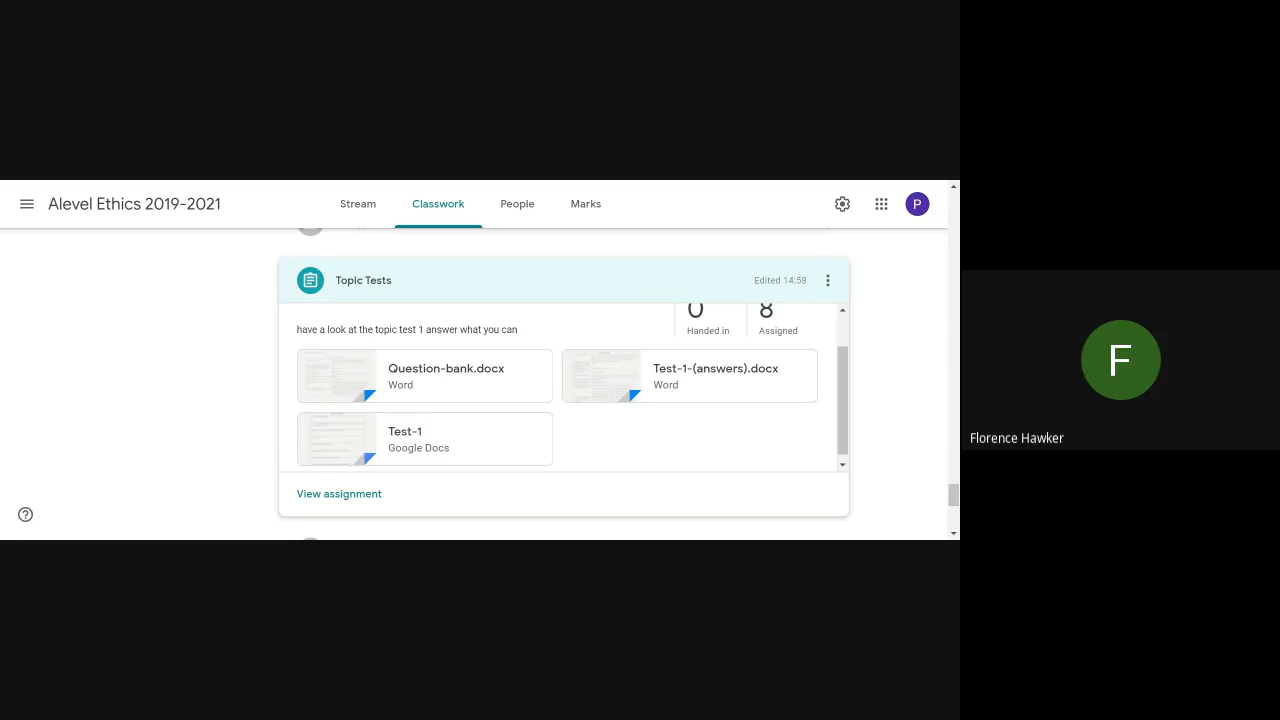 Alevel Ethics 2019-2021
Stream Classwork People Marks
P
Topic Tests
Edited 14:58
have a look at the topic test 1 answer what you can
0 8
Handed in Assigned
Question-bank.docx
Word
Test-1-(answers).docx
Word
Test-1
Google Docs
View assignment
F
Florence Hawker